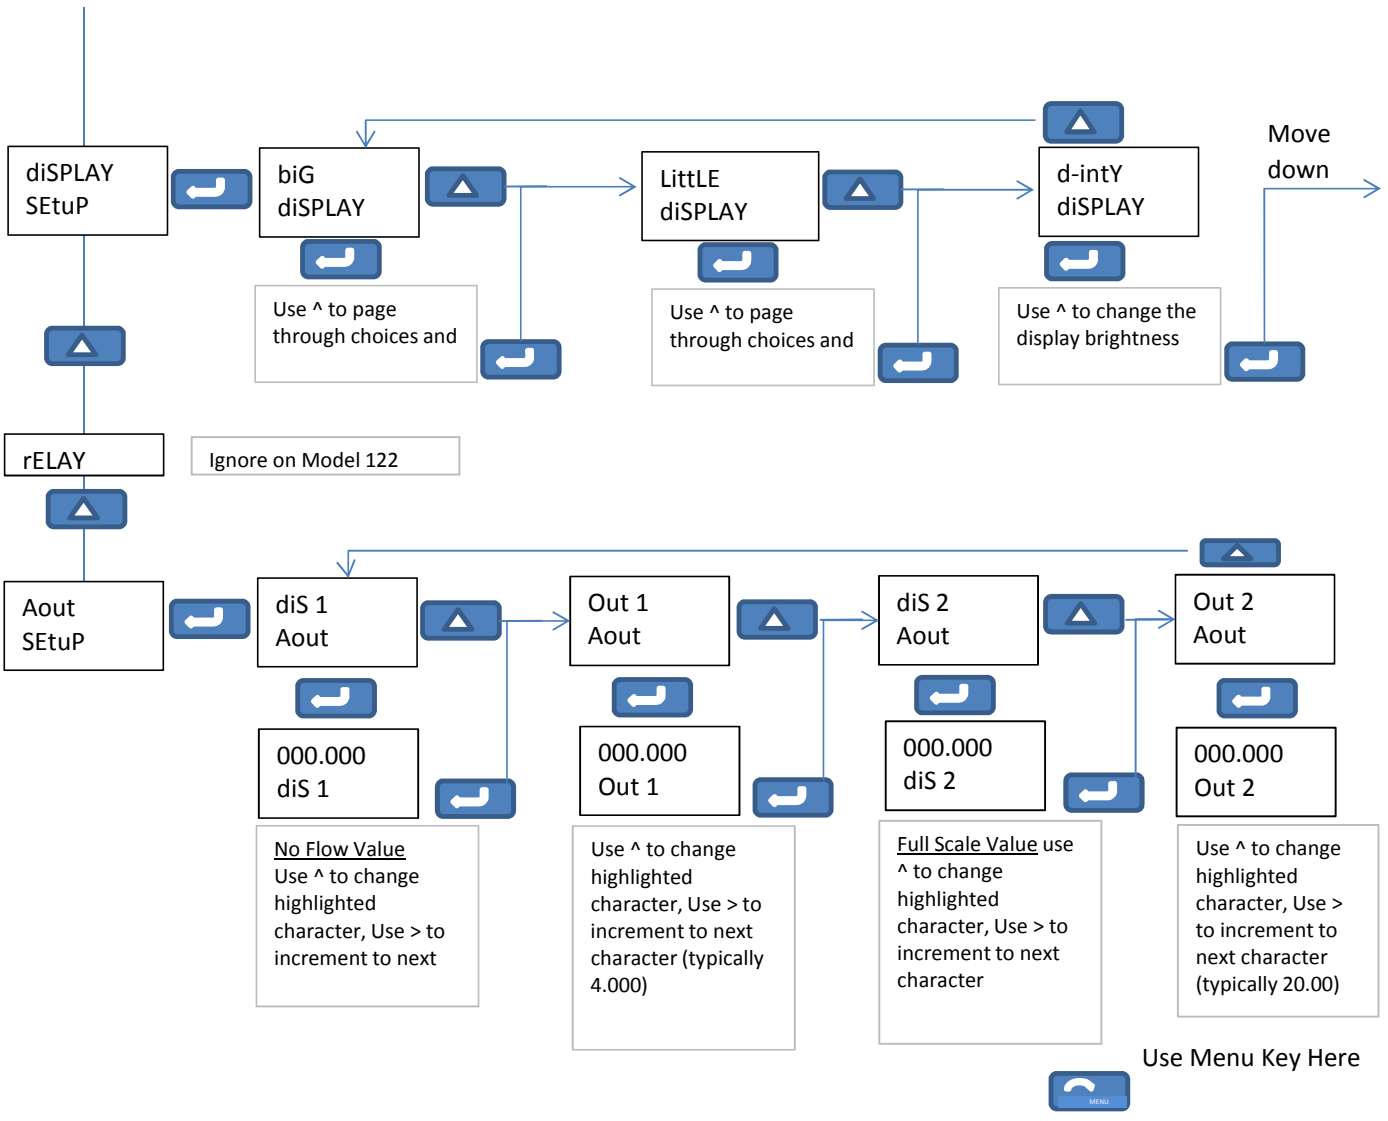 Move
down
diSPLAY
SEtuP
biG
diSPLAY
LittLE
diSPLAY
d-intY
diSPLAY
Use ^ to page
through choices and
Use ^ to page
through choices and
Use ^ to change the
display brightness
rELAY
Ignore on Model 122
Aout
SEtuP
diS 1
Aout
Out 1
Aout
diS 2
Aout
Out 2
Aout
000.000
diS 1
000.000
Out 1
000.000
diS 2
000.000
Out 2
No Flow Value
Use ^ to change
highlighted
character, Use > to
increment to next
Use ^ to change
highlighted
character, Use > to
increment to next
character (typically
4.000)
Full Scale Value use
^ to change
highlighted
character, Use > to
increment to next
character
Use ^ to change
highlighted
character, Use >
to increment to
next character
(typically 20.00)
Use Menu Key Here
MENU